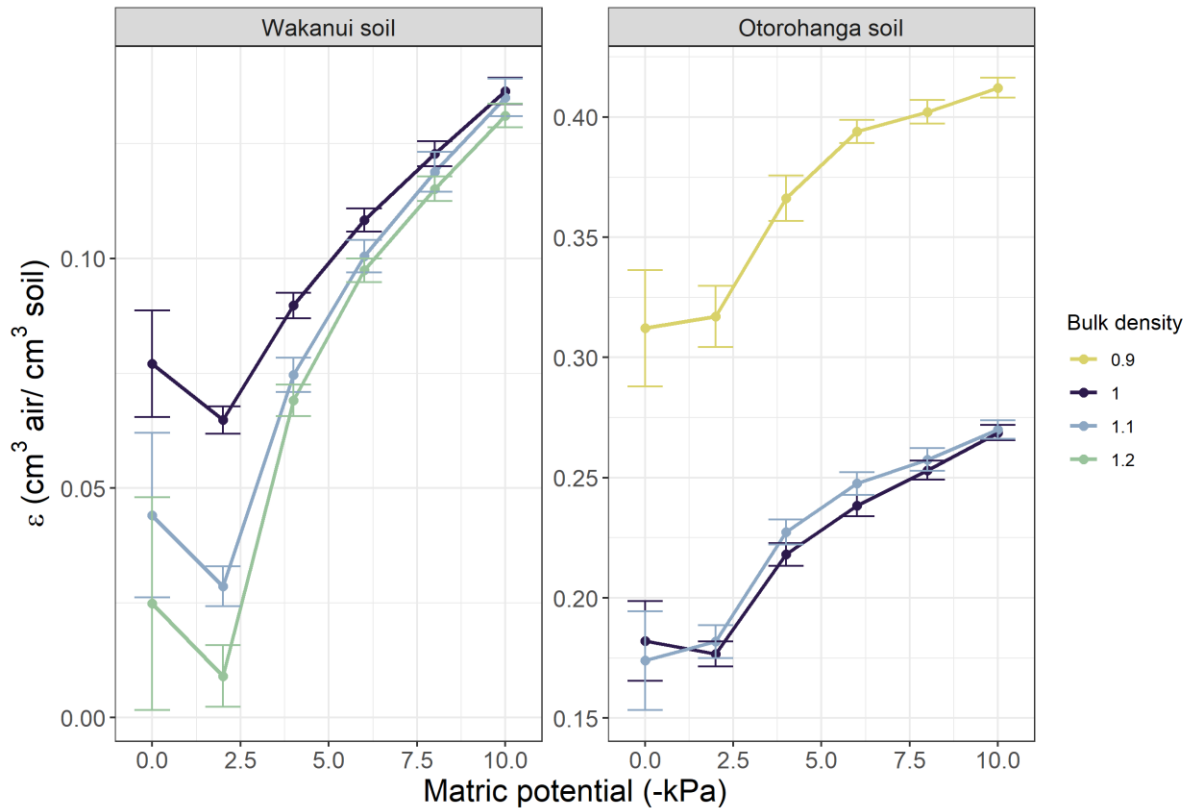 Wakanui soil
Otorohanga soil
ε (cm³ air/ cm³ soil)
0.10
0.05
0.00
0.40
0.35
0.30
0.25
0.20
0.15
0.0 2.5 5.0 7.5 10.0
0.0 2.5 5.0 7.5 10.0
Matric potential (-kPa)
Bulk density
0.9
1
1.1
1.2